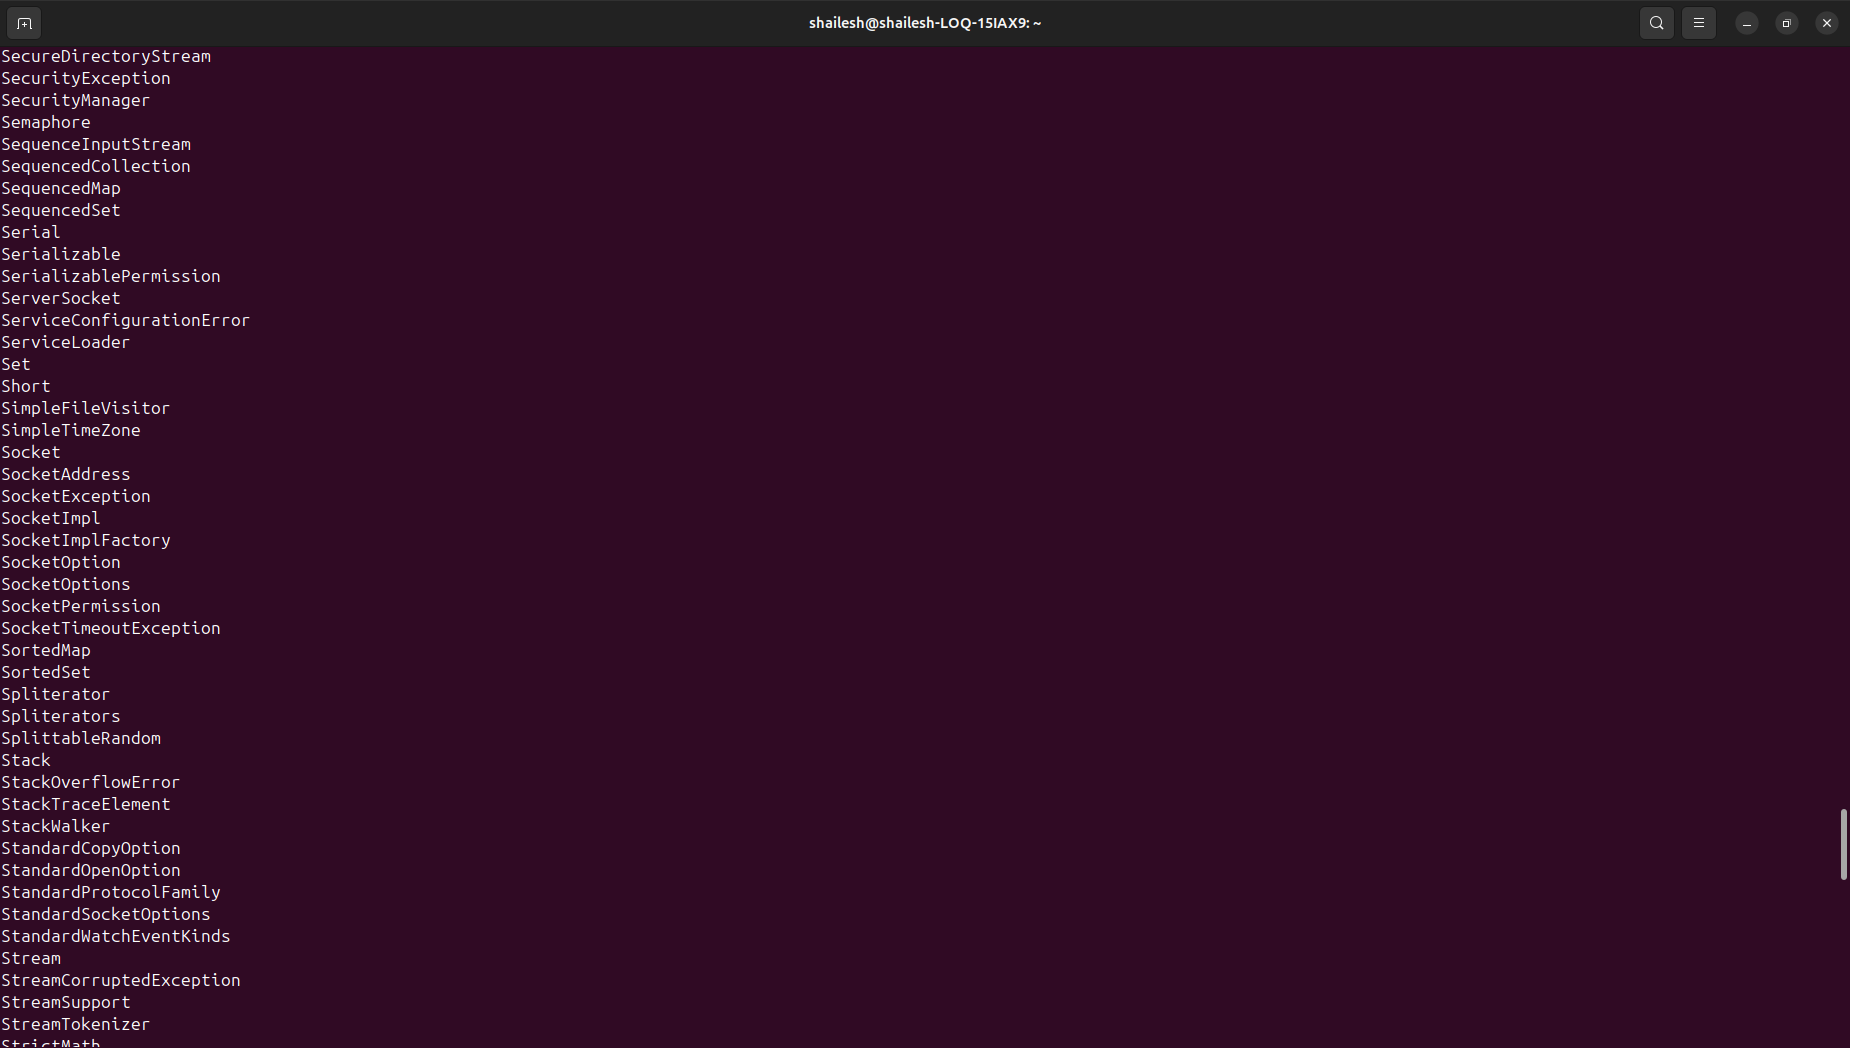 shailesh@shailesh-LOQ-15IAX9: ~
SecureDirectoryStream
SecurityException
SecurityManager
Semaphore
SequenceInputStream
SequencedCollection
SequencedMap
SequencedSet
Serial
Serializable
SerializablePermission
ServerSocket
ServiceConfigurationError
ServiceLoader
Set
Short
SimpleFileVisitor
SimpleTimeZone
Socket
SocketAddress
SocketException
SocketImpl
SocketImplFactory
SocketOption
SocketOptions
SocketPermission
SocketTimeoutException
SortedMap
SortedSet
Spliterator
Spliterators
SplittableRandom
Stack
StackOverflowError
StackTraceElement
StackWalker
StandardCopyOption
StandardOpenOption
StandardProtocolFamily
StandardSocketOptions
StandardWatchEventKinds
Stream
StreamCorruptedException
StreamSupport
StreamTokenizer
StrictMath